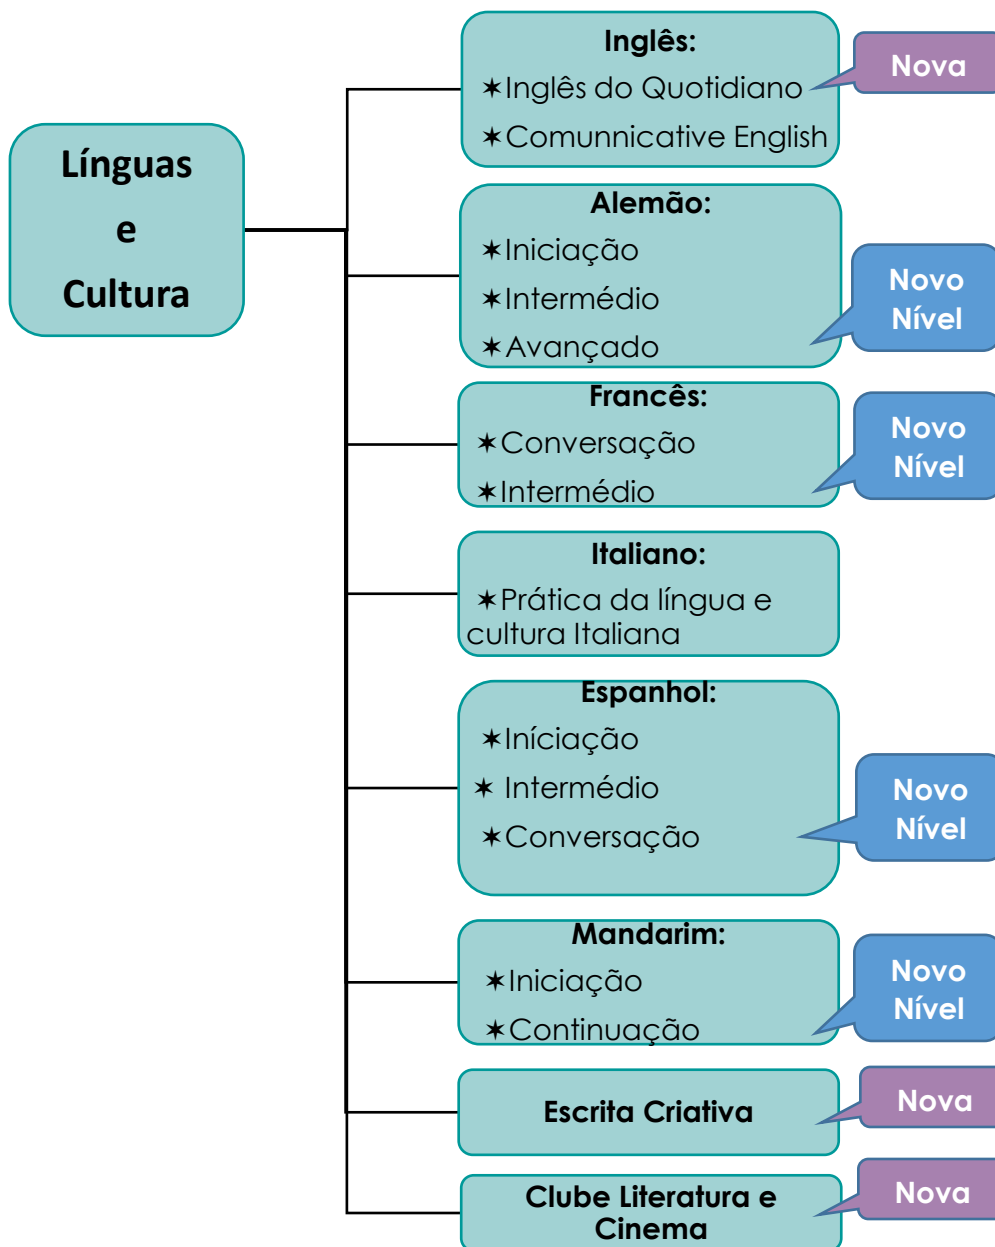 Línguas
e
Cultura
Inglês:
✶Inglês do Quotidiano
✶Comunnicative English
Nova
Alemão:
✶Iniciação
✶Intermédio
✶Avançado
Novo
Nível
Francês:
✶Conversação
✶Intermédio
Novo
Nível
Italiano:
✶Prática da língua e
cultura Italiana
Espanhol:
✶Iníciação
✶ Intermédio
✶Conversação
Novo
Nível
Mandarim:
✶Iniciação
✶Continuação
Novo
Nível
Escrita Criativa
Nova
Clube Literatura e
Cinema
Nova